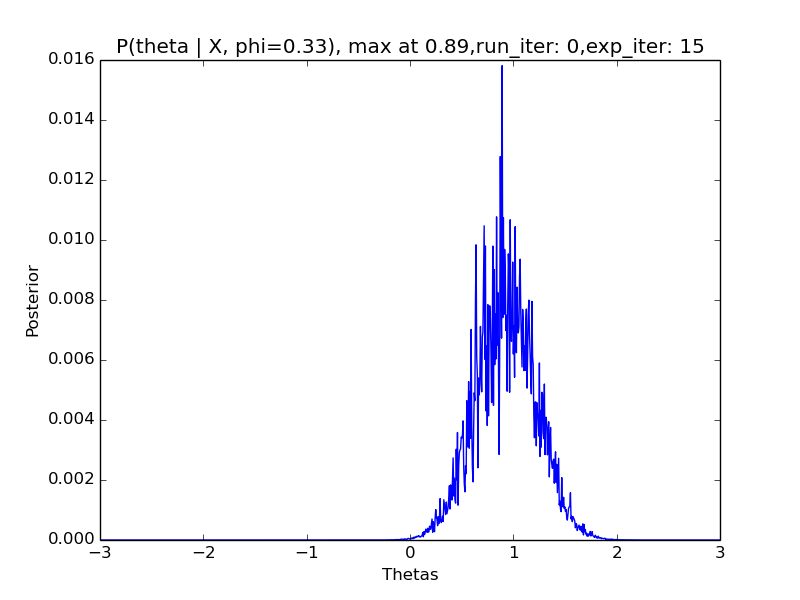 P(theta | X, phi=0.33), max at 0.89,run_iter: 0,exp_iter: 15
0.016
0.014
0.012
0.010
0.008
0.006
0.004
0.002
0.000
Posterior
−3 −2 −1 0 1 2 3
Thetas